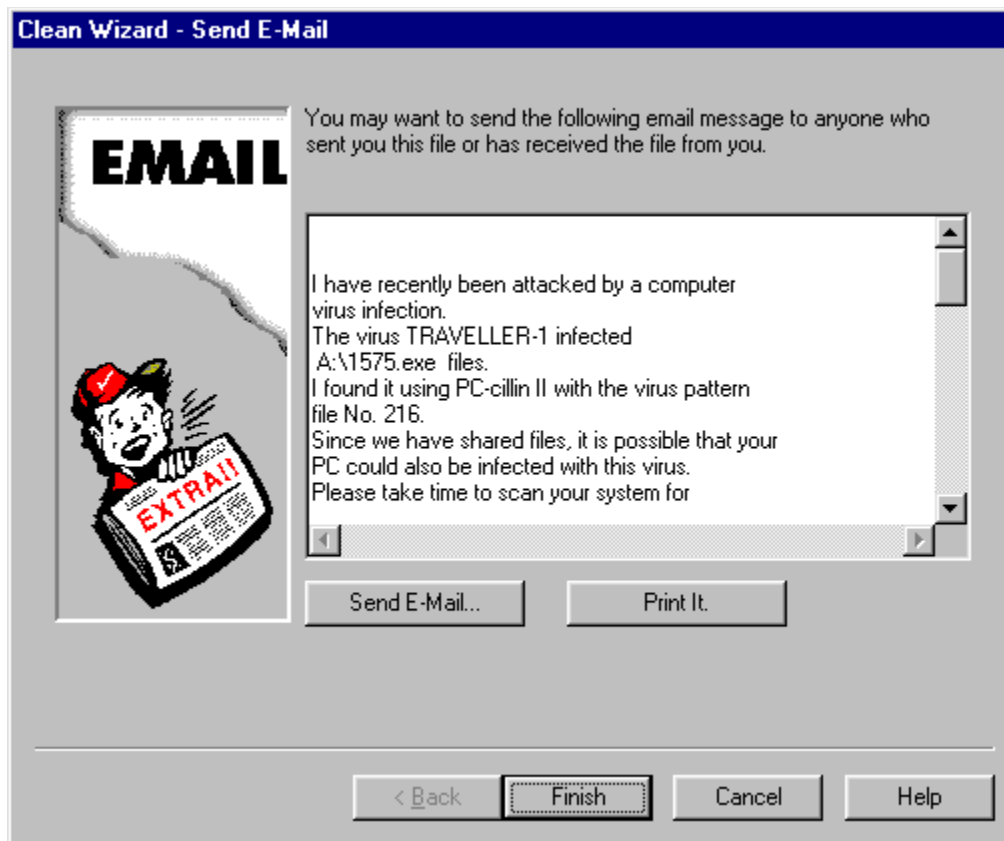 Clean Wizard - Send E-Mail
EMAIL
EXTRA!!
You may want to send the following email message to anyone who
sent you this file or has received the file from you.
I have recently been attacked by a computer
virus infection.
The virus TRAVELLER-1 infected
A:\1575.exe files.
I found it using PC-cillin II with the virus pattern
file No. 216.
Since we have shared files, it is possible that your
PC could also be infected with this virus.
Please take time to scan your system for
Send E-Mail...
Print It.
< Back
Finish
Cancel
Help